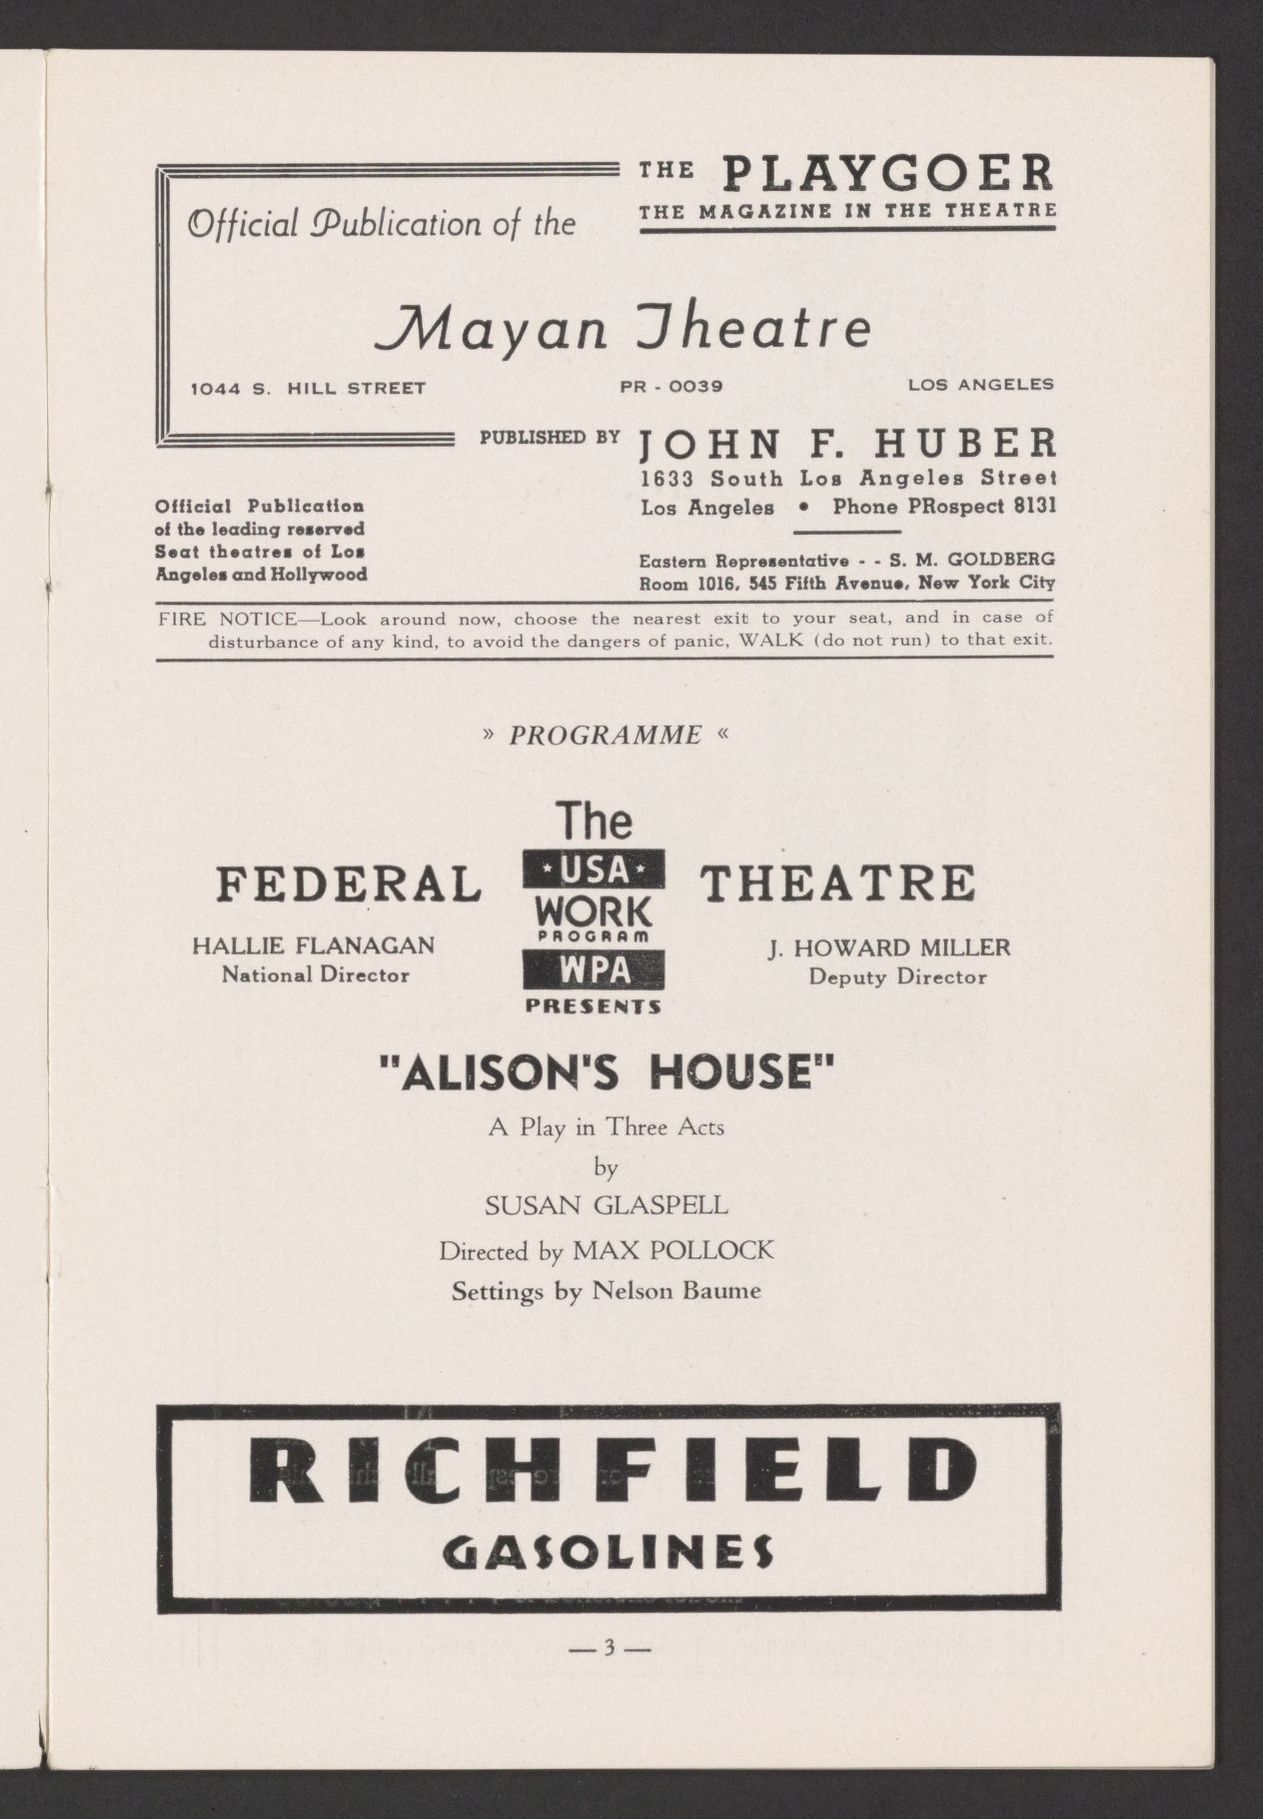 THE PLAYGOER
THE MAGAZINE IN THE THEATRE
Official Publication of the
Mayan Theatre
1044 S. HILL STREET PR - 0039 LOS ANGELES
PUBLISHED BY JOHN F. HUBER
1633 South Los Angeles Street
Los Angeles • Phone PRospect 8131
Official Publication
of the leading reserved
Seat theatres of Los
Angeles and Hollywood
Eastern Representative - - S. M. GOLDBERG
Room 1016, 545 Fifth Avenue, New York City
FIRE NOTICE—Look around now, choose the nearest exit to your seat, and in case of
disturbance of any kind, to avoid the dangers of panic, WALK (do not run) to that exit.
» PROGRAMME «
The
FEDERAL THEATRE
* USA *
WORK
PROGRAM
WPA
PRESENTS
HALLIE FLANAGAN
National Director
J. HOWARD MILLER
Deputy Director
"ALISON'S HOUSE"
A Play in Three Acts
by
SUSAN GLASPELL
Directed by MAX POLLOCK
Settings by Nelson Baume
RICHFIELD
GASOLINES
— 3 —